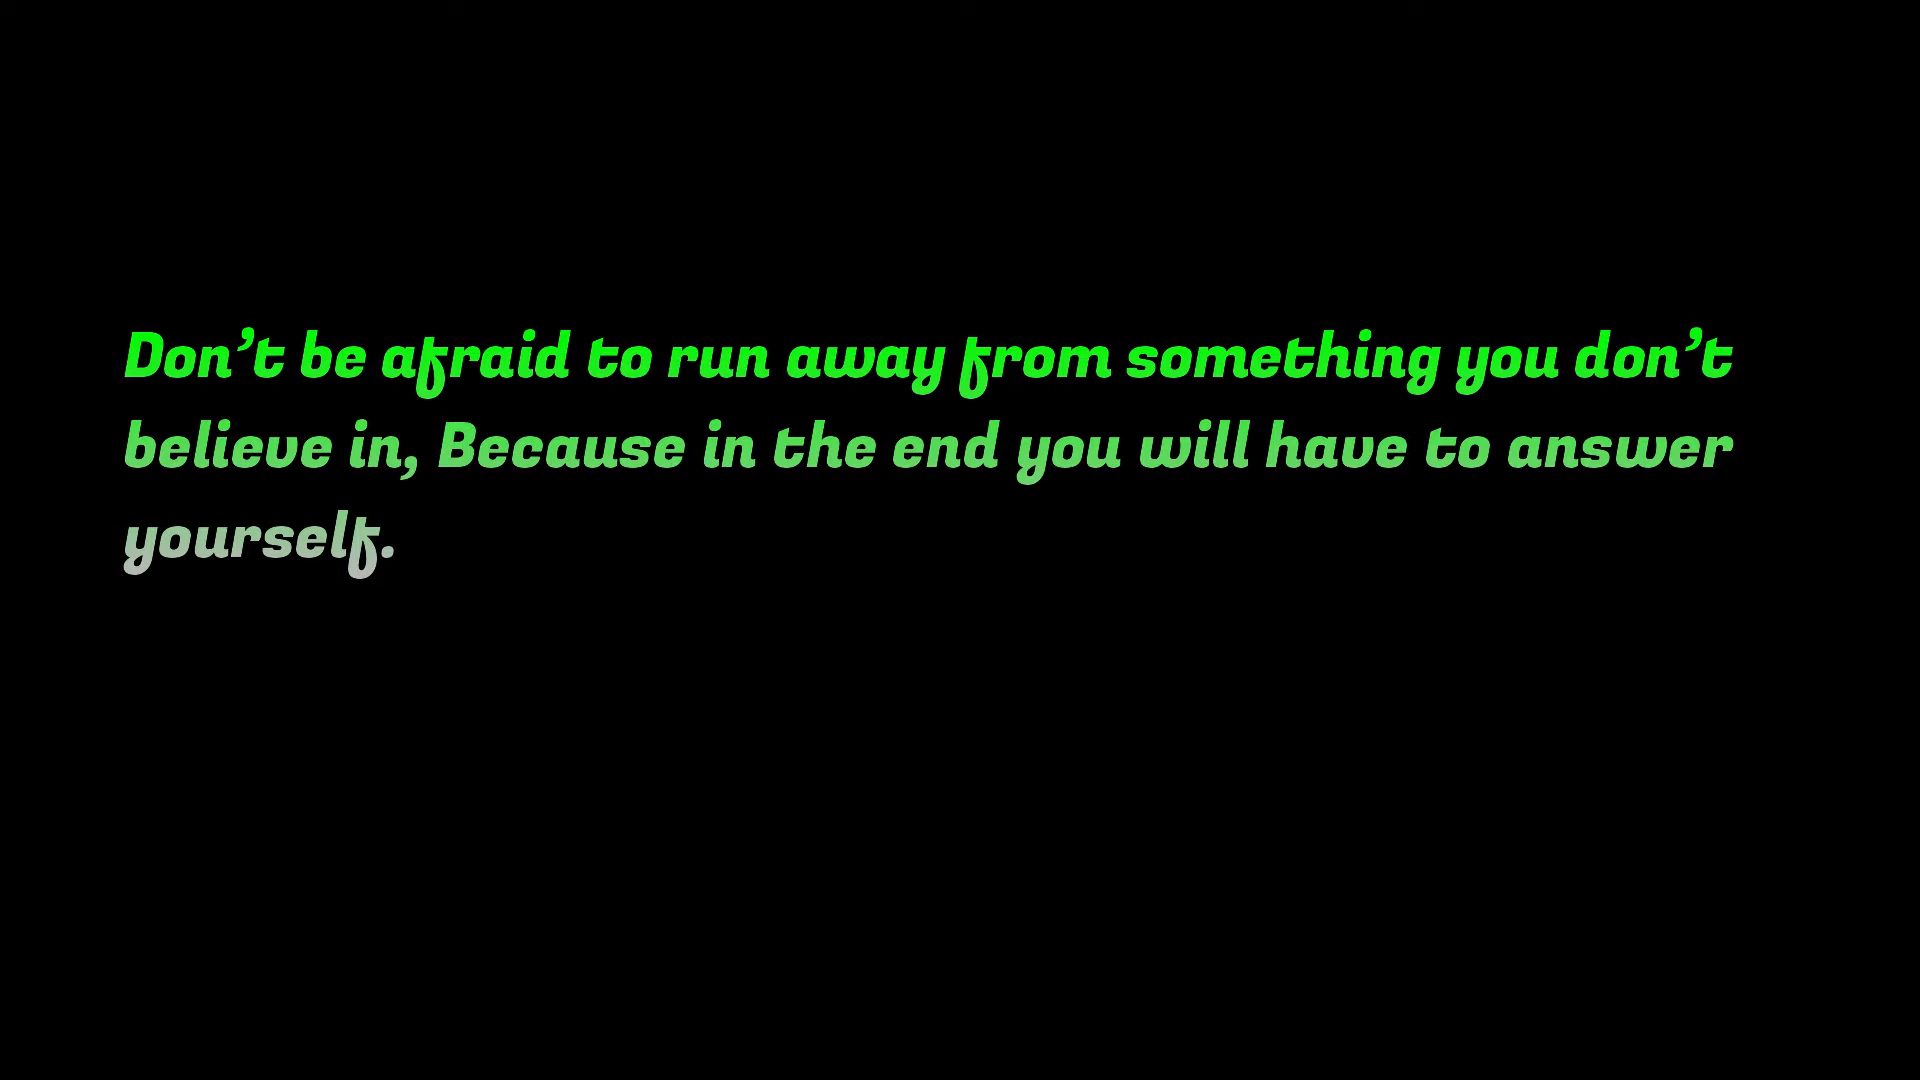 Don’t be afraid to run away from something you don’t
believe in, Because in the end you will have to answer
yourself.